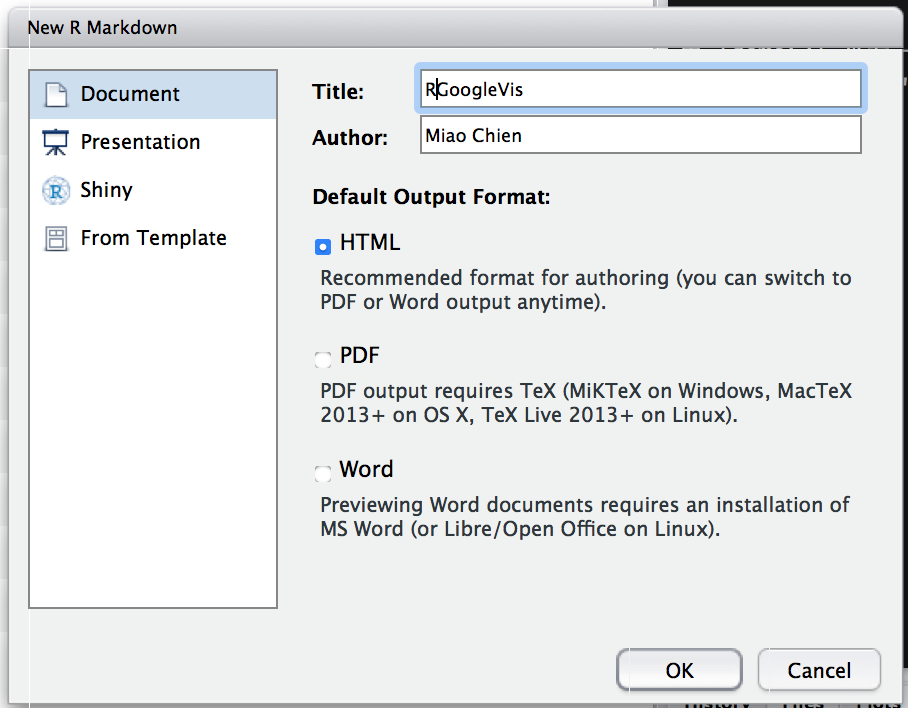 New R Markdown
Document
Presentation
Shiny
From Template
Title:
RGoogleVis
Author:
Miao Chien
Default Output Format:
HTML
Recommended format for authoring (you can switch to
PDF or Word output anytime).
PDF
PDF output requires TeX (MiKTeX on Windows, MacTeX
2013+ on OS X, TeX Live 2013+ on Linux).
Word
Previewing Word documents requires an installation of
MS Word (or Libre/Open Office on Linux).
OK
Cancel